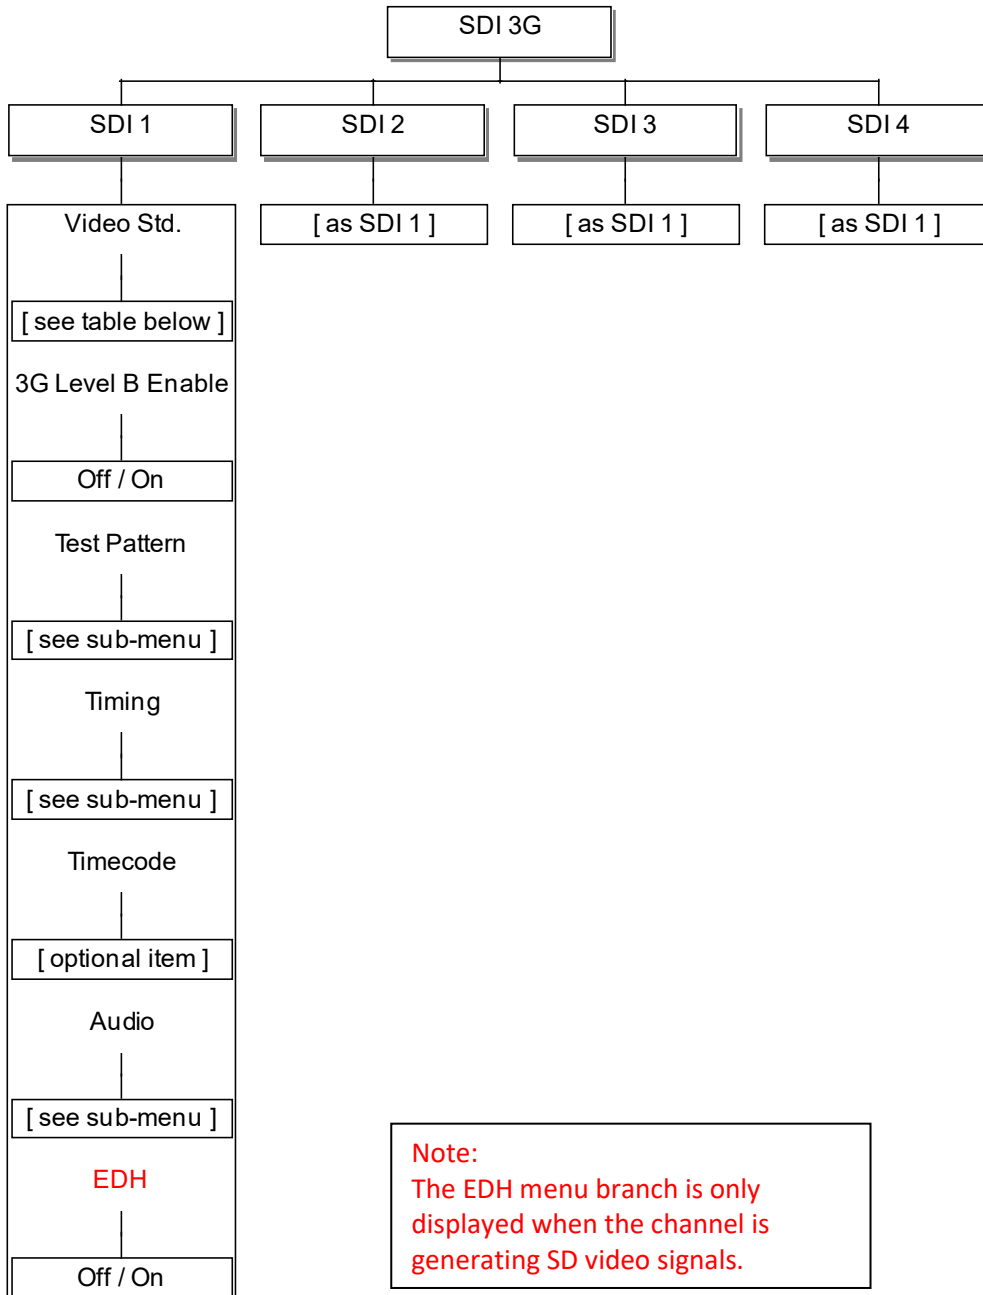 SDI 3G
SDI 1
SDI 2
SDI 3
SDI 4
Video Std.
[ as SDI 1 ]
[ as SDI 1 ]
[ as SDI 1 ]
[ see table below ]
3G Level B Enable
Off / On
Test Pattern
[ see sub-menu ]
Timing
[ see sub-menu ]
Timecode
[ optional item ]
Audio
[ see sub-menu ]
EDH
Off / On
Note:
The EDH menu branch is only
displayed when the channel is
generating SD video signals.